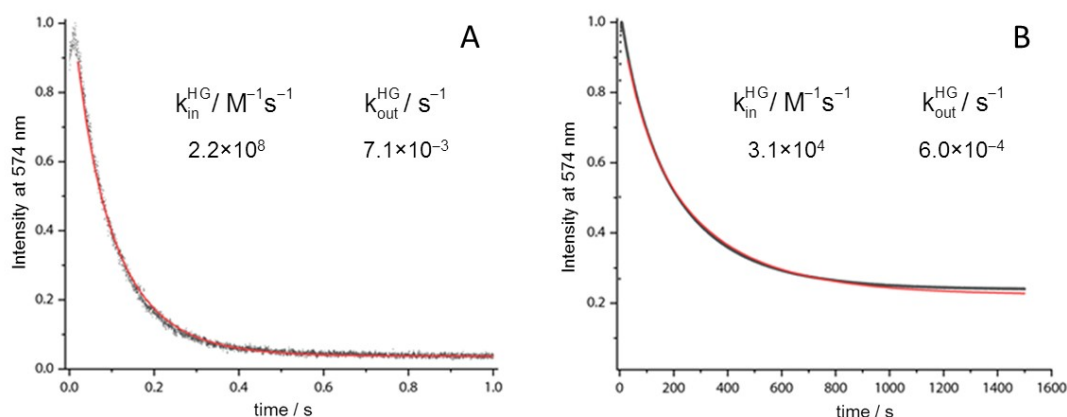 A
k_in^HG / M⁻¹s⁻¹ k_out^HG / s⁻¹
2.2×10⁸ 7.1×10⁻³
Intensity at 574 nm
1.0
0.8
0.6
0.4
0.2
0.0
0.0 0.2 0.4 0.6 0.8 1.0
time / s
B
k_in^HG / M⁻¹s⁻¹ k_out^HG / s⁻¹
3.1×10⁴ 6.0×10⁻⁴
Intensity at 574 nm
1.0
0.8
0.6
0.4
0.2
0 200 400 600 800 1000 1200 1400 1600
time / s